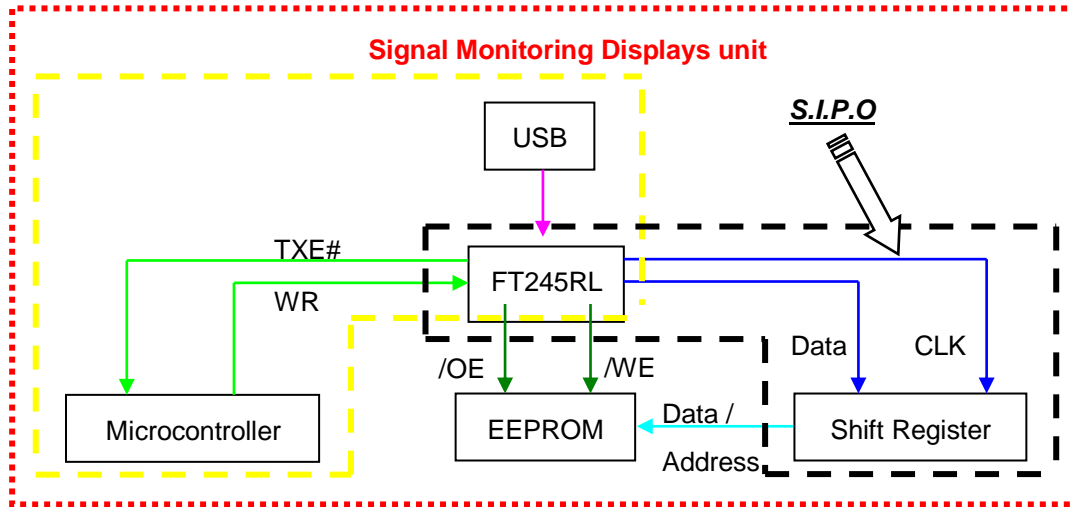 Signal Monitoring Displays unit
S.I.P.O
USB
TXE#
FT245RL
WR
Data
CLK
/OE
/WE
Microcontroller
EEPROM
Data /
Address
Shift Register